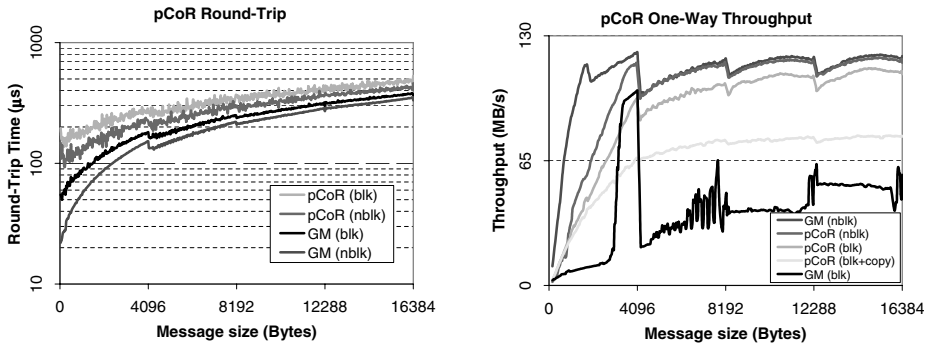 pCoR Round-Trip
Round-Trip Time (µs)
1000
100
10
pCoR (blk)
pCoR (nblk)
GM (blk)
GM (nblk)
0 4096 8192 12288 16384
Message size (Bytes)
pCoR One-Way Throughput
Throughput (MB/s)
130
65
0
GM (nblk)
pCoR (nblk)
pCoR (blk)
pCoR (blk+copy)
GM (blk)
0 4096 8192 12288 16384
Message size (Bytes)